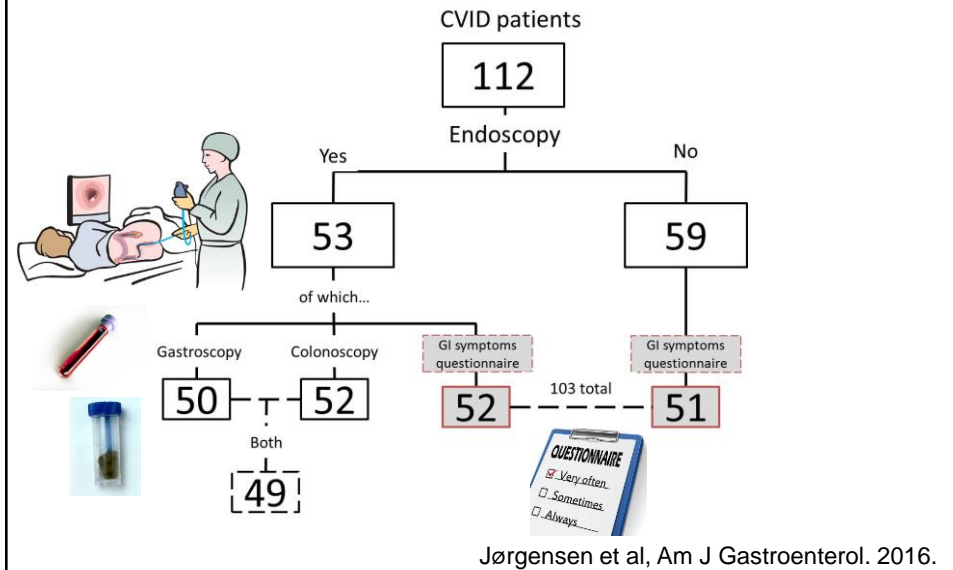 CVID patients
112
Endoscopy
Yes
No
53
59
of which...
Gastroscopy
Colonoscopy
GI symptoms
questionnaire
GI symptoms
questionnaire
50
52
52
103 total
51
Both
49
QUESTIONNAIRE
Very often
Sometimes
Always
Jørgensen et al, Am J Gastroenterol. 2016.